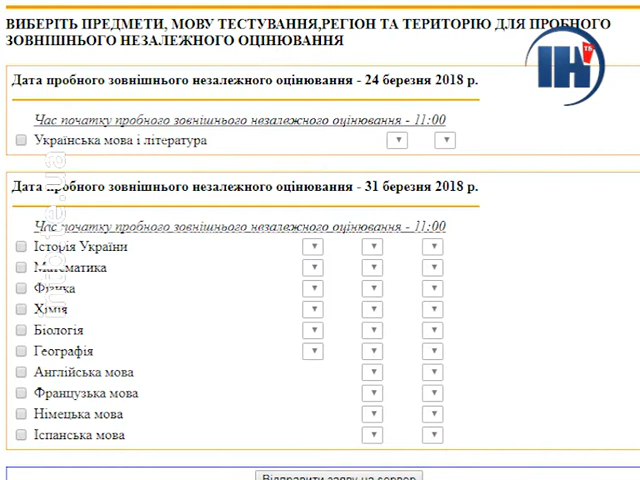 ВИБЕРІТЬ ПРЕДМЕТИ, МОВУ ТЕСТУВАННЯ,РЕГІОН ТА ТЕРИТОРІЮ ДЛЯ ПРОБНОГО
ЗОВНІШНЬОГО НЕЗАЛЕЖНОГО ОЦІНЮВАННЯ
ІН ТБ
Дата пробного зовнішнього незалежного оцінювання - 24 березня 2018 р.
Час початку пробного зовнішнього незалежного оцінювання - 11:00
Українська мова і література
Дата пробного зовнішнього незалежного оцінювання - 31 березня 2018 р.
Час початку пробного зовнішнього незалежного оцінювання - 11:00
Історія України
Математика
Фізика
Хімія
Біологія
Географія
Англійська мова
Французька мова
Німецька мова
Іспанська мова
Відправити заяву на сервер